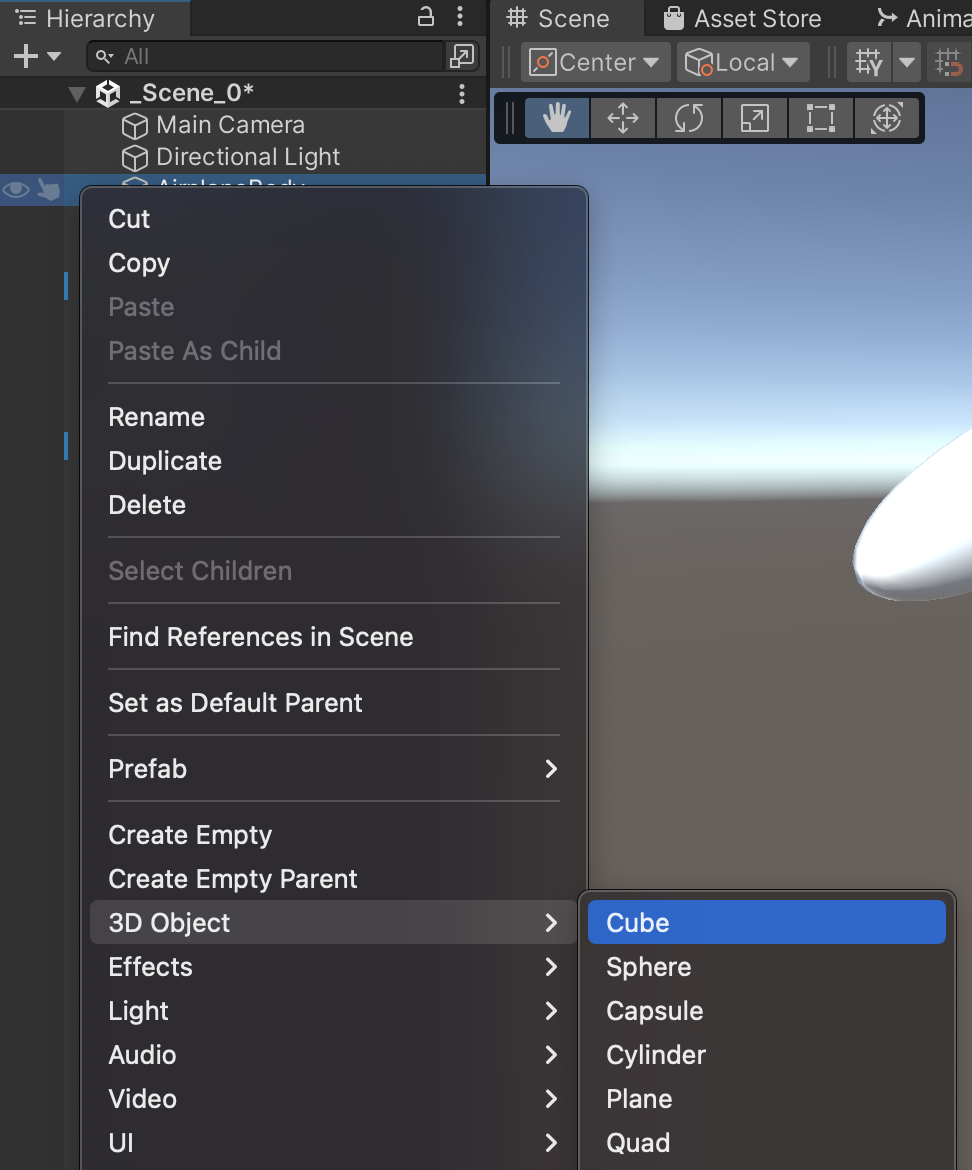 Hierarchy
Scene
Asset Store
Anima
All
Center
Local
_Scene_0*
Main Camera
Directional Light
AirplaneBody
Cut
Copy
Paste
Paste As Child
Rename
Duplicate
Delete
Select Children
Find References in Scene
Set as Default Parent
Prefab
Create Empty
Create Empty Parent
3D Object
Effects
Light
Audio
Video
UI
Cube
Sphere
Capsule
Cylinder
Plane
Quad